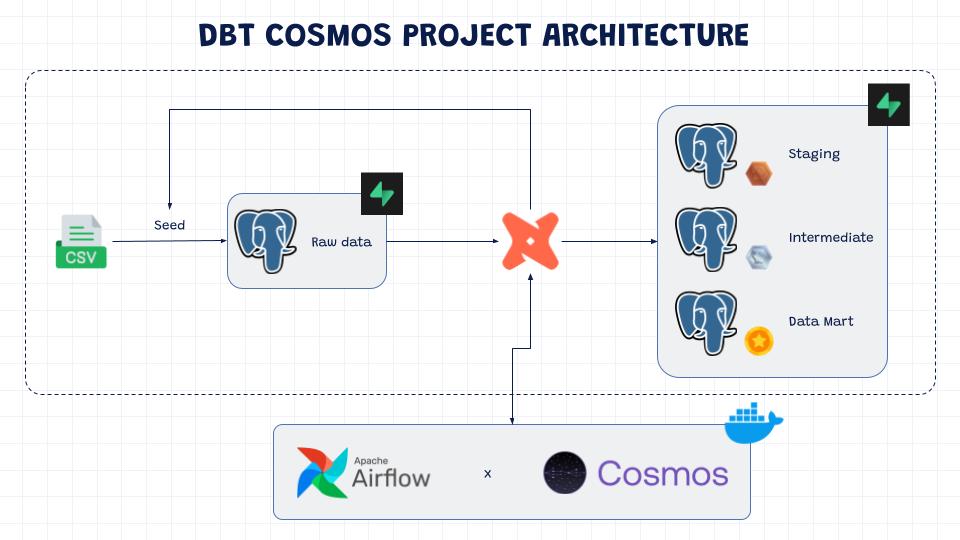 DBT COSMOS PROJECT ARCHITECTURE
Staging
Seed
CSV
Raw data
Intermediate
Data Mart
Apache
Airflow
x
Cosmos